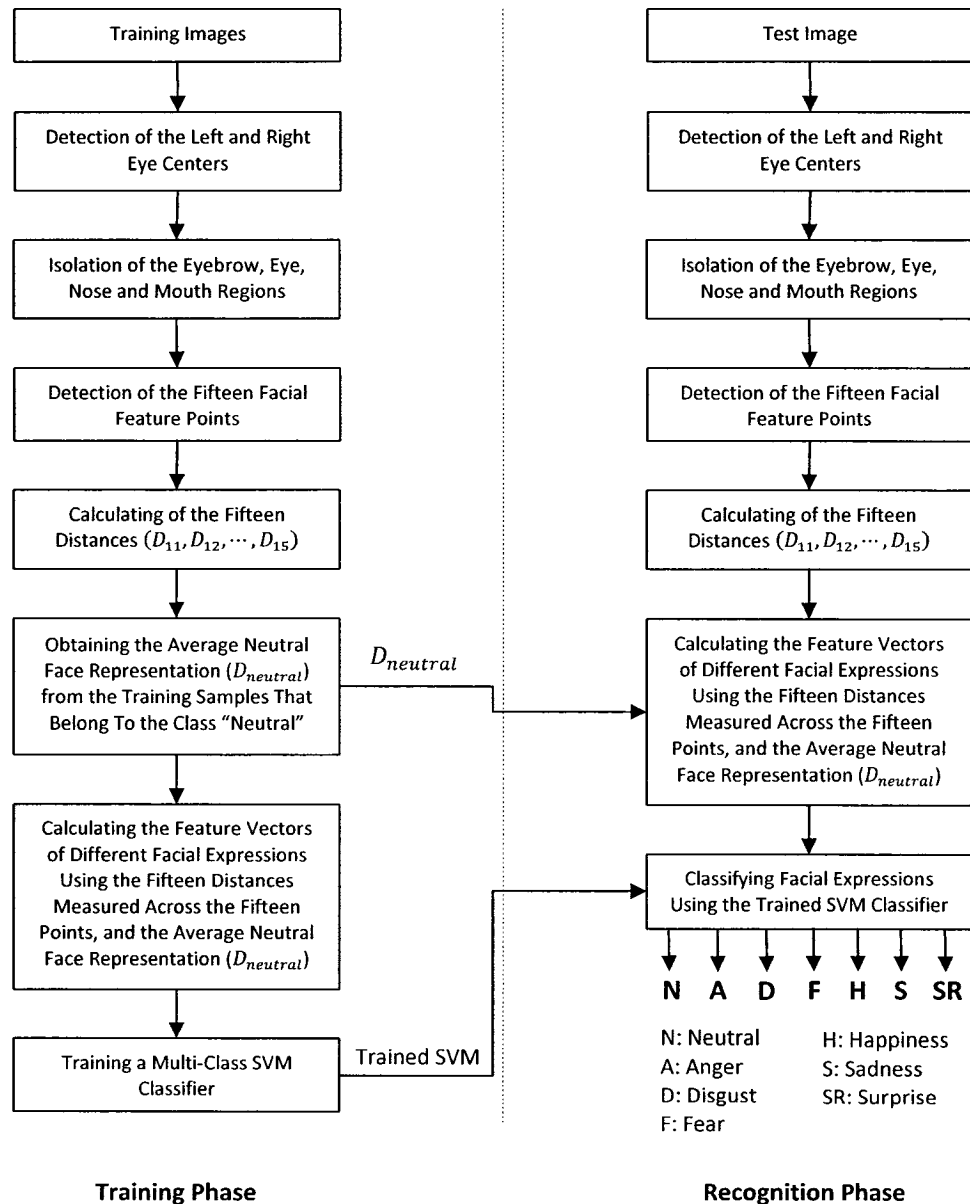 Training Images
Detection of the Left and Right
Eye Centers
Isolation of the Eyebrow, Eye,
Nose and Mouth Regions
Detection of the Fifteen Facial
Feature Points
Calculating of the Fifteen
Distances (D₁₁, D₁₂, ⋯, D₁₅)
Obtaining the Average Neutral
Face Representation (D_neutral)
from the Training Samples That
Belong To the Class “Neutral”
Calculating the Feature Vectors
of Different Facial Expressions
Using the Fifteen Distances
Measured Across the Fifteen
Points, and the Average Neutral
Face Representation (D_neutral)
Training a Multi-Class SVM
Classifier
D_neutral
Trained SVM
Test Image
Detection of the Left and Right
Eye Centers
Isolation of the Eyebrow, Eye,
Nose and Mouth Regions
Detection of the Fifteen Facial
Feature Points
Calculating of the Fifteen
Distances (D₁₁, D₁₂, ⋯, D₁₅)
Calculating the Feature Vectors
of Different Facial Expressions
Using the Fifteen Distances
Measured Across the Fifteen
Points, and the Average Neutral
Face Representation (D_neutral)
Classifying Facial Expressions
Using the Trained SVM Classifier
N A D F H S SR
N: Neutral
A: Anger
D: Disgust
F: Fear
H: Happiness
S: Sadness
SR: Surprise
Training Phase
Recognition Phase